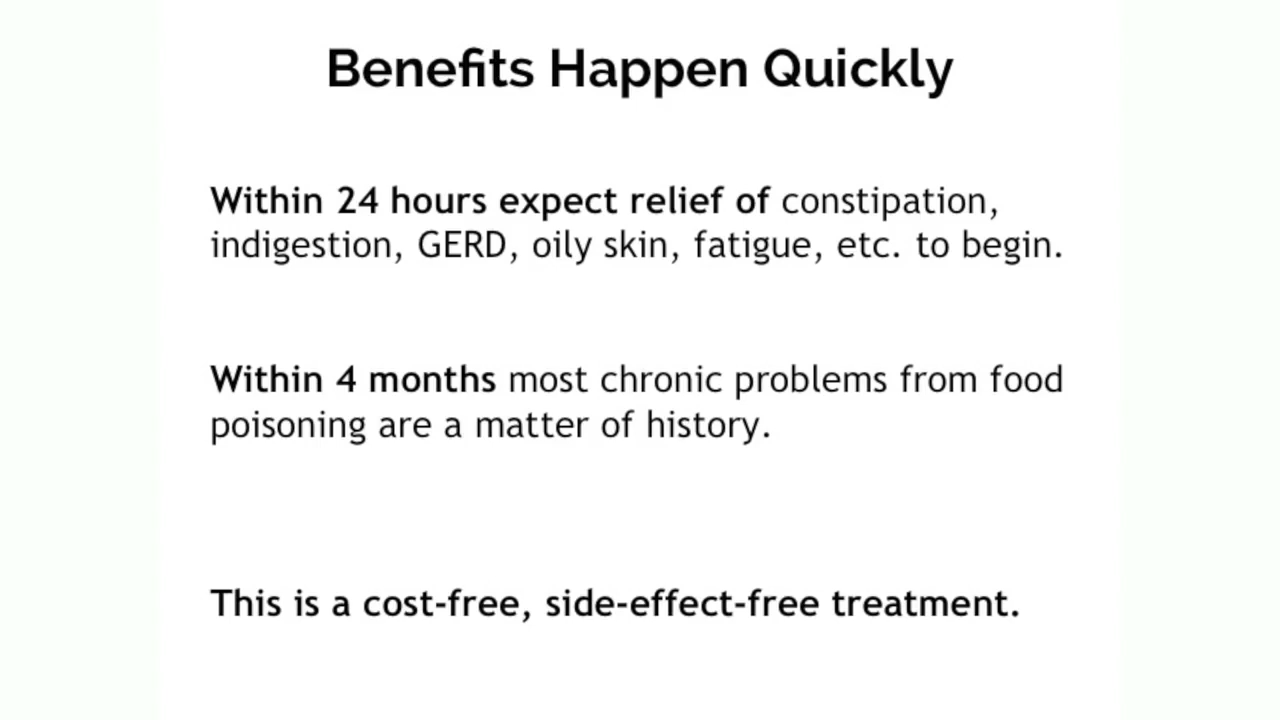 Benefits Happen Quickly
Within 24 hours expect relief of constipation,
indigestion, GERD, oily skin, fatigue, etc. to begin.
Within 4 months most chronic problems from food
poisoning are a matter of history.
This is a cost-free, side-effect-free treatment.